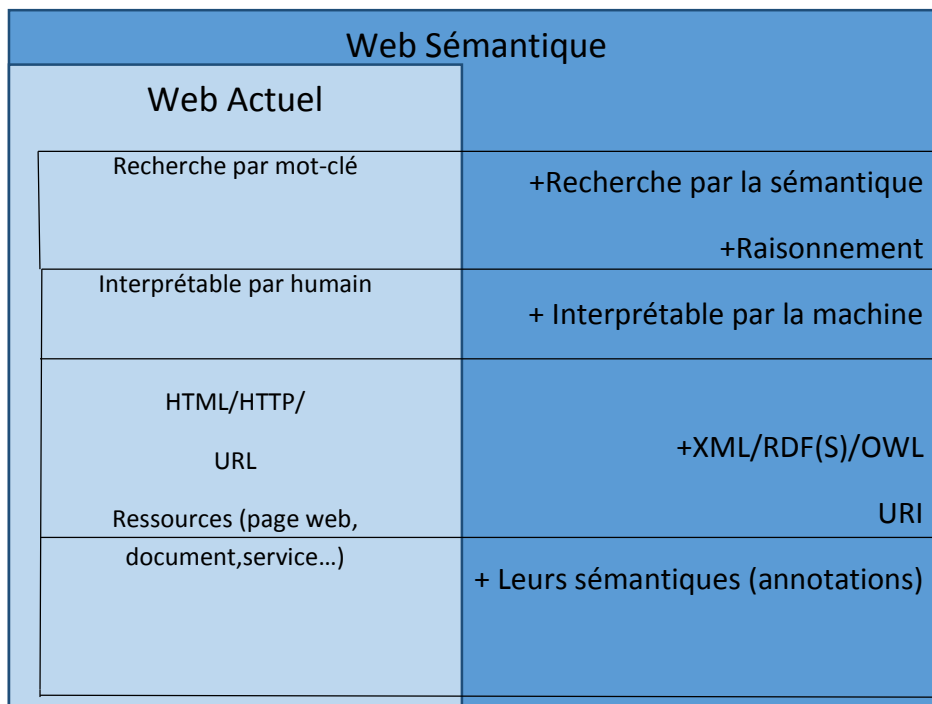 Web Sémantique
Web Actuel
Recherche par mot-clé
+Recherche par la sémantique
+Raisonnement
Interprétable par humain
+ Interprétable par la machine
HTML/HTTP/
URL
+XML/RDF(S)/OWL
URI
Ressources (page web,
document,service…)
+ Leurs sémantiques (annotations)